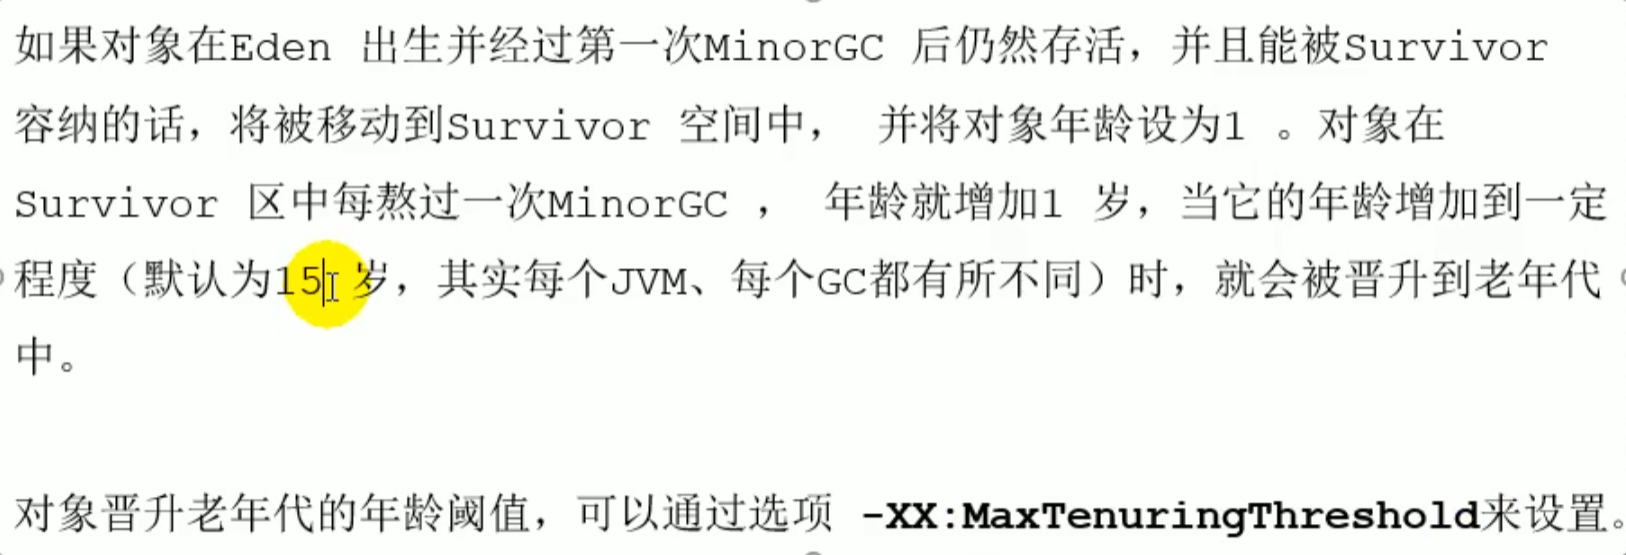 如果对象在Eden 出生并经过第一次MinorGC 后仍然存活，并且能被Survivor
容纳的话，将被移动到Survivor 空间中， 并将对象年龄设为1 。对象在
Survivor 区中每熬过一次MinorGC ， 年龄就增加1 岁，当它的年龄增加到一定
程度（默认为15 岁，其实每个JVM、每个GC都有所不同）时，就会被晋升到老年代
中。
对象晋升老年代的年龄阈值，可以通过选项 -XX:MaxTenuringThreshold来设置。